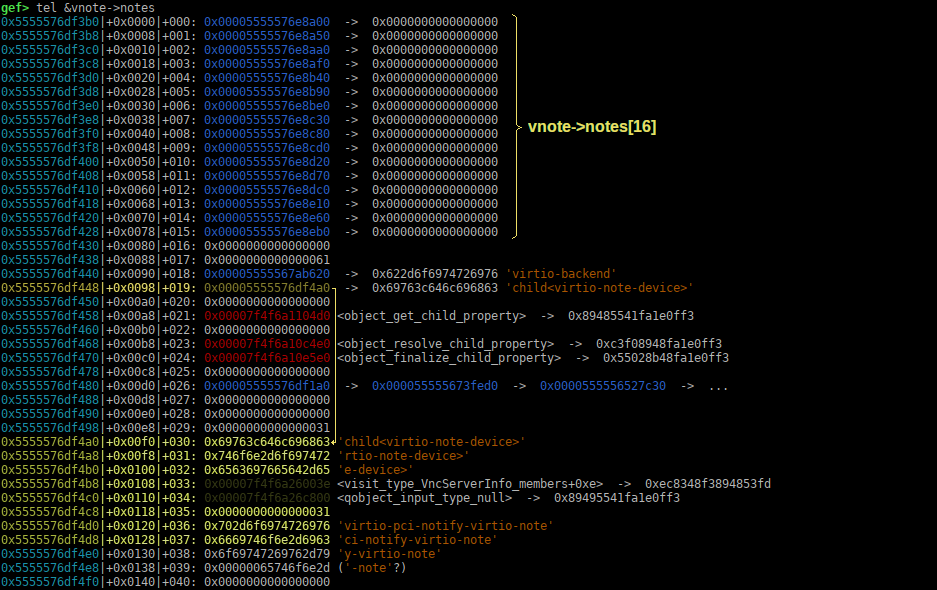 gef> tel &vnote->notes
0x5555576df3b0|+0x0000|+000: 0x00005555576e8a00  ->  0x0000000000000000
0x5555576df3b8|+0x0008|+001: 0x00005555576e8a50  ->  0x0000000000000000
0x5555576df3c0|+0x0010|+002: 0x00005555576e8aa0  ->  0x0000000000000000
0x5555576df3c8|+0x0018|+003: 0x00005555576e8af0  ->  0x0000000000000000
0x5555576df3d0|+0x0020|+004: 0x00005555576e8b40  ->  0x0000000000000000
0x5555576df3d8|+0x0028|+005: 0x00005555576e8b90  ->  0x0000000000000000
0x5555576df3e0|+0x0030|+006: 0x00005555576e8be0  ->  0x0000000000000000
0x5555576df3e8|+0x0038|+007: 0x00005555576e8c30  ->  0x0000000000000000
vnote->notes[16]
0x5555576df3f0|+0x0040|+008: 0x00005555576e8c80  ->  0x0000000000000000
0x5555576df3f8|+0x0048|+009: 0x00005555576e8cd0  ->  0x0000000000000000
0x5555576df400|+0x0050|+010: 0x00005555576e8d20  ->  0x0000000000000000
0x5555576df408|+0x0058|+011: 0x00005555576e8d70  ->  0x0000000000000000
0x5555576df410|+0x0060|+012: 0x00005555576e8dc0  ->  0x0000000000000000
0x5555576df418|+0x0068|+013: 0x00005555576e8e10  ->  0x0000000000000000
0x5555576df420|+0x0070|+014: 0x00005555576e8e60  ->  0x0000000000000000
0x5555576df428|+0x0078|+015: 0x00005555576e8eb0  ->  0x0000000000000000
0x5555576df430|+0x0080|+016: 0x0000000000000000
0x5555576df438|+0x0088|+017: 0x0000000000000061
0x5555576df440|+0x0090|+018: 0x00005555567ab620  ->  0x622d6f6974726976 'virtio-backend'
0x5555576df448|+0x0098|+019: 0x00005555576df4a0  ->  0x69763c646c696863 'child<virtio-note-device>'
0x5555576df450|+0x00a0|+020: 0x0000000000000000
0x5555576df458|+0x00a8|+021: 0x00007f4f6a1104d0 <object_get_child_property>  ->  0x89485541fa1e0ff3
0x5555576df460|+0x00b0|+022: 0x0000000000000000
0x5555576df468|+0x00b8|+023: 0x00007f4f6a10c4e0 <object_resolve_child_property>  ->  0xc3f08948fa1e0ff3
0x5555576df470|+0x00c0|+024: 0x00007f4f6a10e5e0 <object_finalize_child_property>  ->  0x55028b48fa1e0ff3
0x5555576df478|+0x00c8|+025: 0x0000000000000000
0x5555576df480|+0x00d0|+026: 0x00005555576df1a0  ->  0x000055555673fed0  ->  0x0000555556527c30  ->  ...
0x5555576df488|+0x00d8|+027: 0x0000000000000000
0x5555576df490|+0x00e0|+028: 0x0000000000000000
0x5555576df498|+0x00e8|+029: 0x0000000000000031
0x5555576df4a0|+0x00f0|+030: 0x69763c646c696863 'child<virtio-note-device>'
0x5555576df4a8|+0x00f8|+031: 0x746f6e2d6f697472 'rtio-note-device>'
0x5555576df4b0|+0x0100|+032: 0x6563697665642d65 'e-device>'
0x5555576df4b8|+0x0108|+033: 0x00007f4f6a26003e <visit_type_VncServerInfo_members+0xe>  ->  0xec8348f3894853fd
0x5555576df4c0|+0x0110|+034: 0x00007f4f6a26c800 <qobject_input_type_null>  ->  0x89495541fa1e0ff3
0x5555576df4c8|+0x0118|+035: 0x0000000000000031
0x5555576df4d0|+0x0120|+036: 0x702d6f6974726976 'virtio-pci-notify-virtio-note'
0x5555576df4d8|+0x0128|+037: 0x6669746f6e2d6963 'ci-notify-virtio-note'
0x5555576df4e0|+0x0130|+038: 0x6f69747269762d79 'y-virtio-note'
0x5555576df4e8|+0x0138|+039: 0x00000065746f6e2d ('-note'?)
0x5555576df4f0|+0x0140|+040: 0x0000000000000000